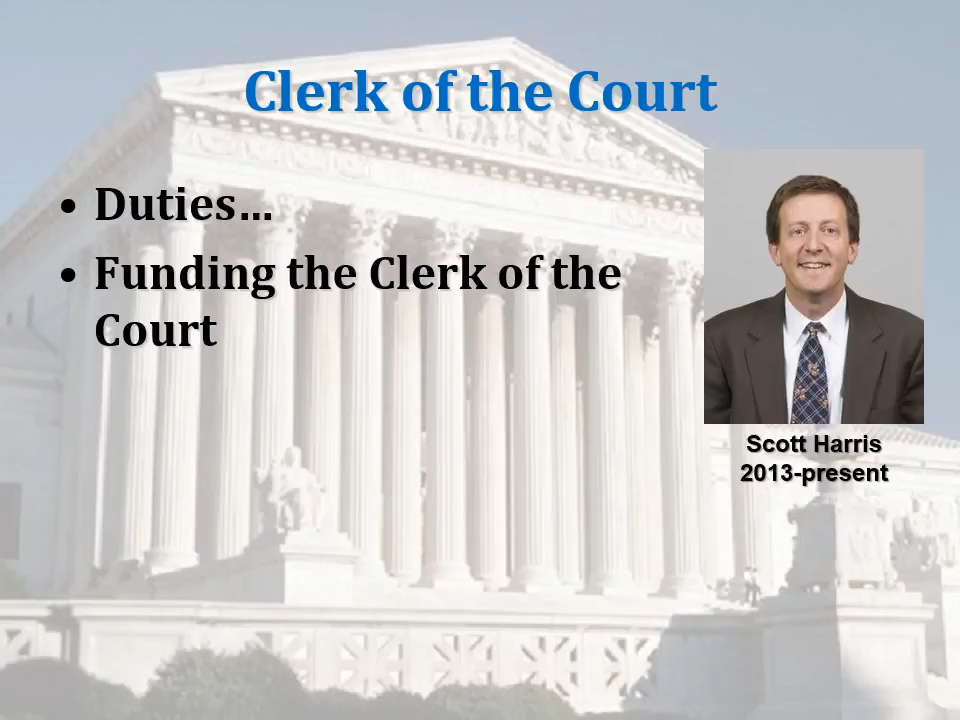 Clerk of the Court
• Duties…
• Funding the Clerk of the
Court
Scott Harris
2013-present